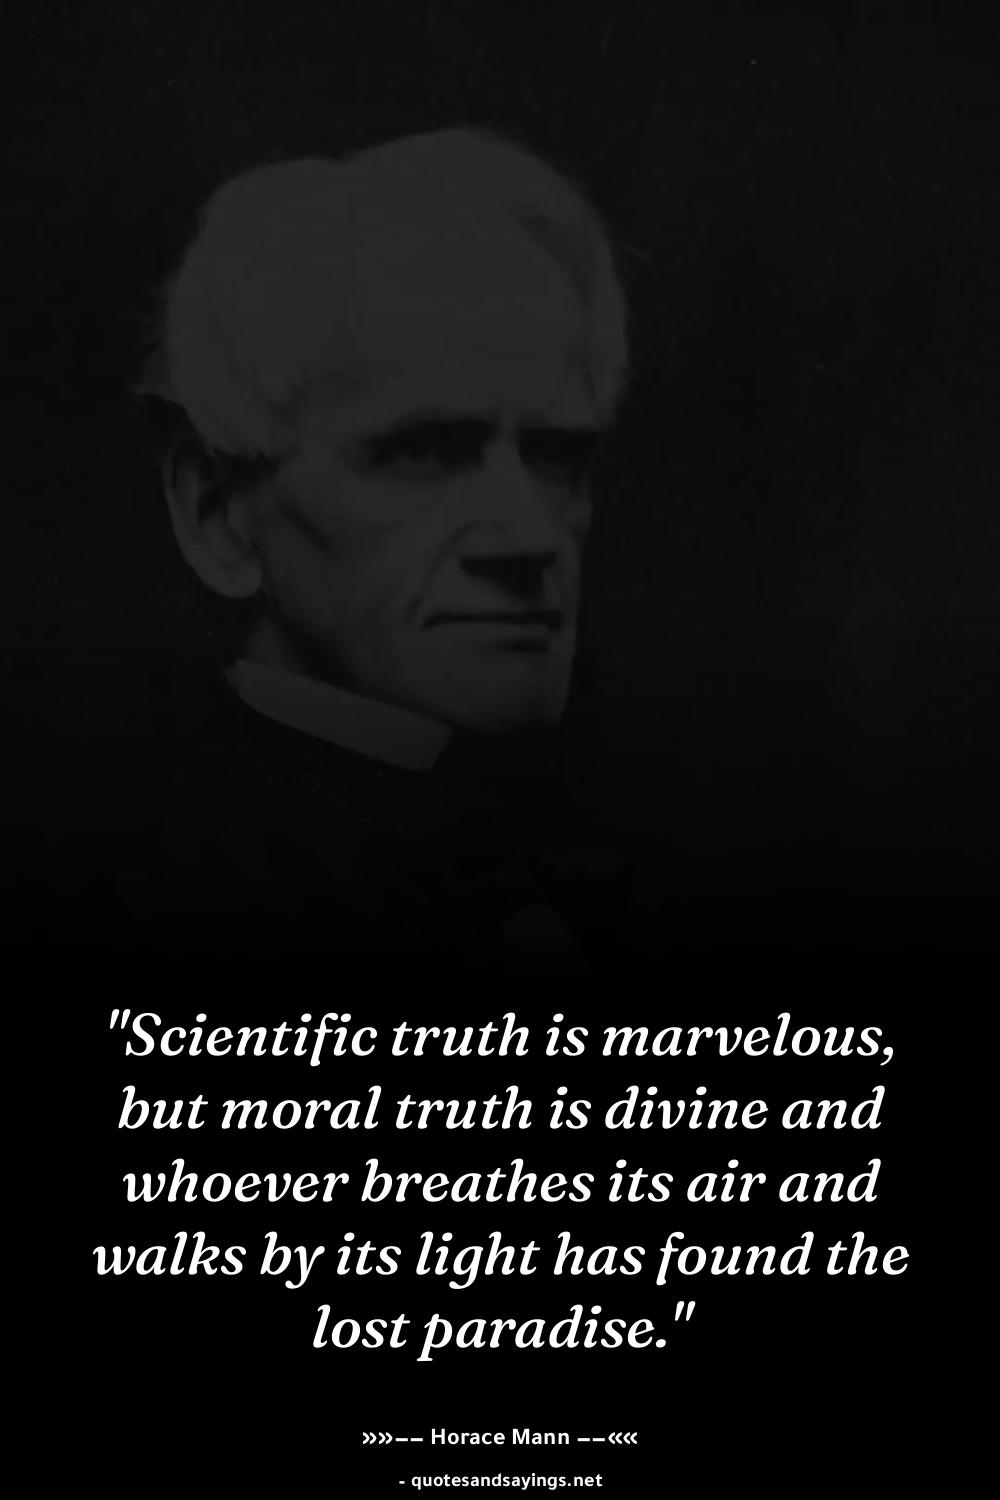 "Scientific truth is marvelous,
but moral truth is divine and
whoever breathes its air and
walks by its light has found the
lost paradise."
»»–– Horace Mann ––««
- quotesandsayings.net